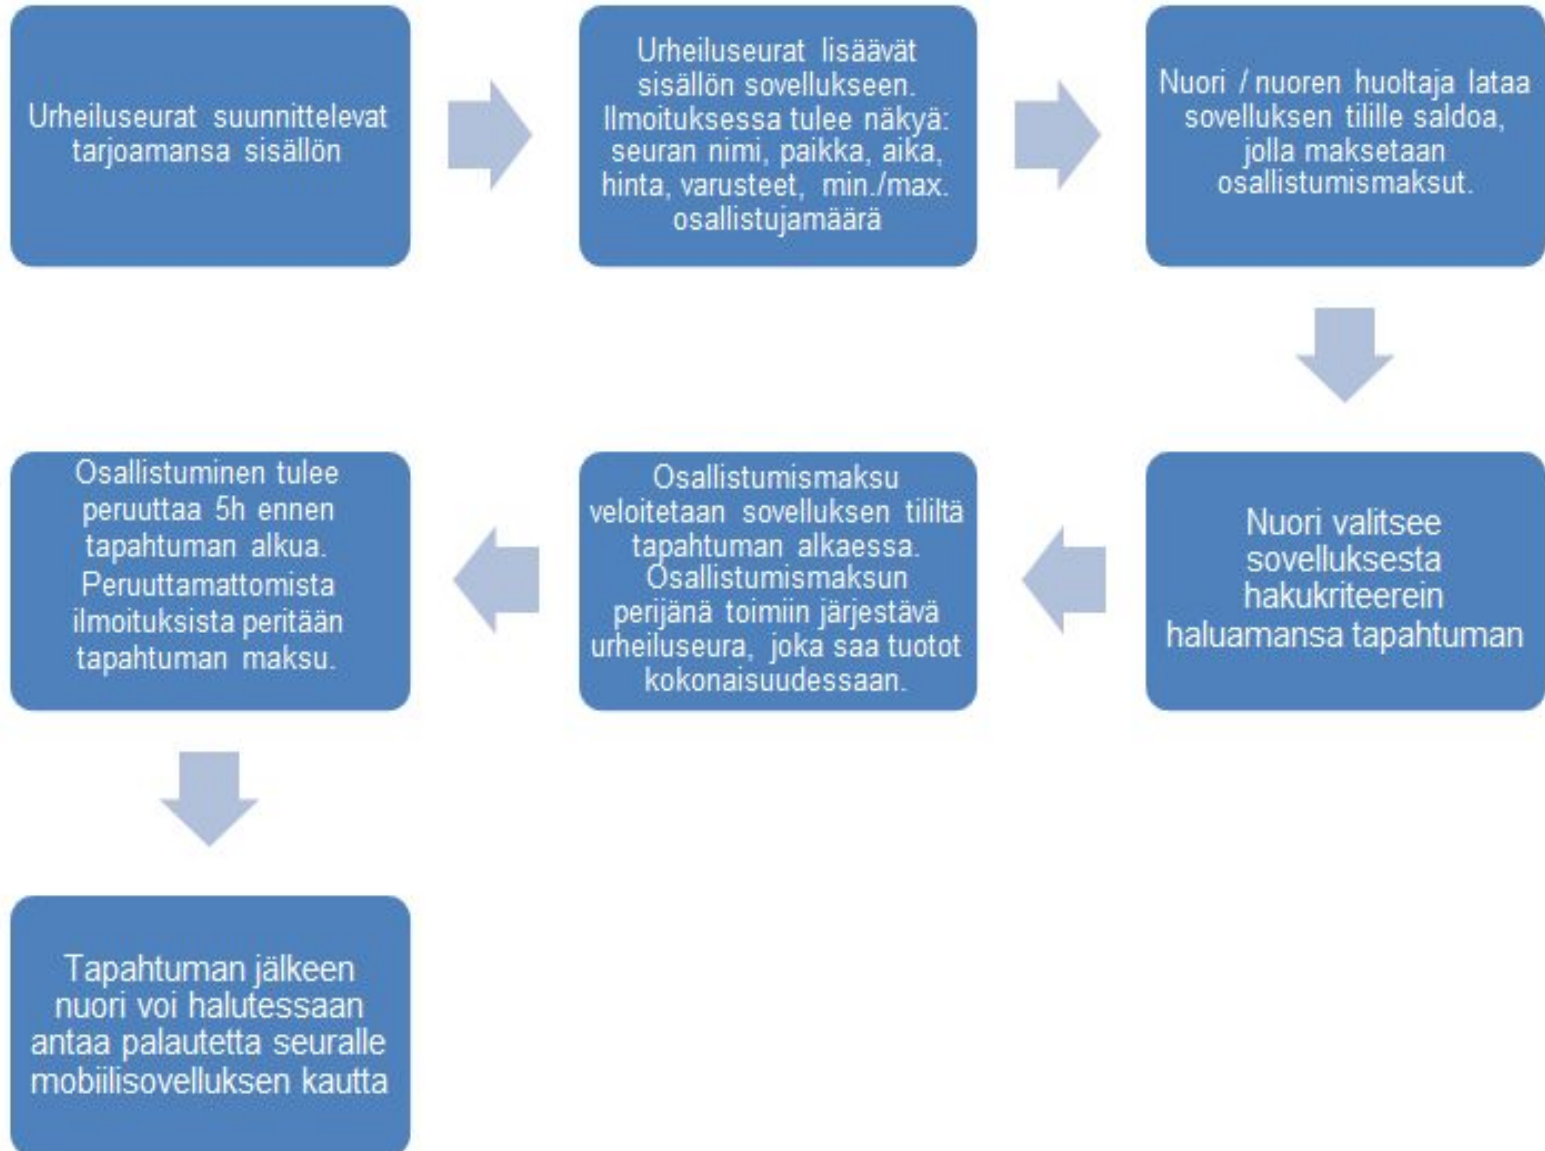 Urheiluseurat suunnittelevat
tarjoamansa sisällön
Urheiluseurat lisäävät
sisällön sovellukseen.
Ilmoituksessa tulee näkyä:
seuran nimi, paikka, aika,
hinta, varusteet, min./max.
osallistujamäärä
Nuori / nuoren huoltaja lataa
sovelluksen tilille saldoa,
jolla maksetaan
osallistumismaksut.
Nuori valitsee
sovelluksesta
hakukriteerein
haluamansa tapahtuman
Osallistumismaksu
veloitetaan sovelluksen tililtä
tapahtuman alkaessa.
Osallistumismaksun
perijänä toimiin järjestävä
urheiluseura, joka saa tuotot
kokonaisuudessaan.
Osallistuminen tulee
peruuttaa 5h ennen
tapahtuman alkua.
Peruuttamattomista
ilmoituksista peritään
tapahtuman maksu.
Tapahtuman jälkeen
nuori voi halutessaan
antaa palautetta seuralle
mobiilisovelluksen kautta